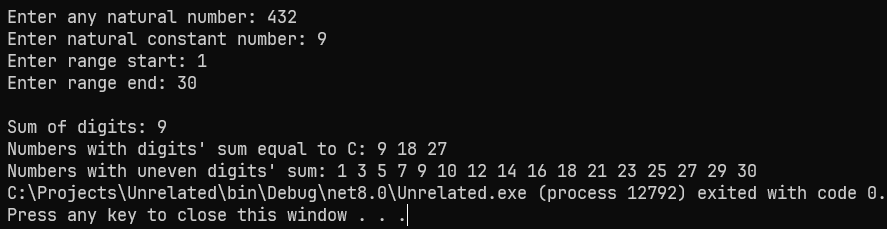 Enter any natural number: 432
Enter natural constant number: 9
Enter range start: 1
Enter range end: 30
Sum of digits: 9
Numbers with digits' sum equal to C: 9 18 27
Numbers with uneven digits' sum: 1 3 5 7 9 10 12 14 16 18 21 23 25 27 29 30
C:\Projects\Unrelated\bin\Debug\net8.0\Unrelated.exe (process 12792) exited with code 0.
Press any key to close this window . . .